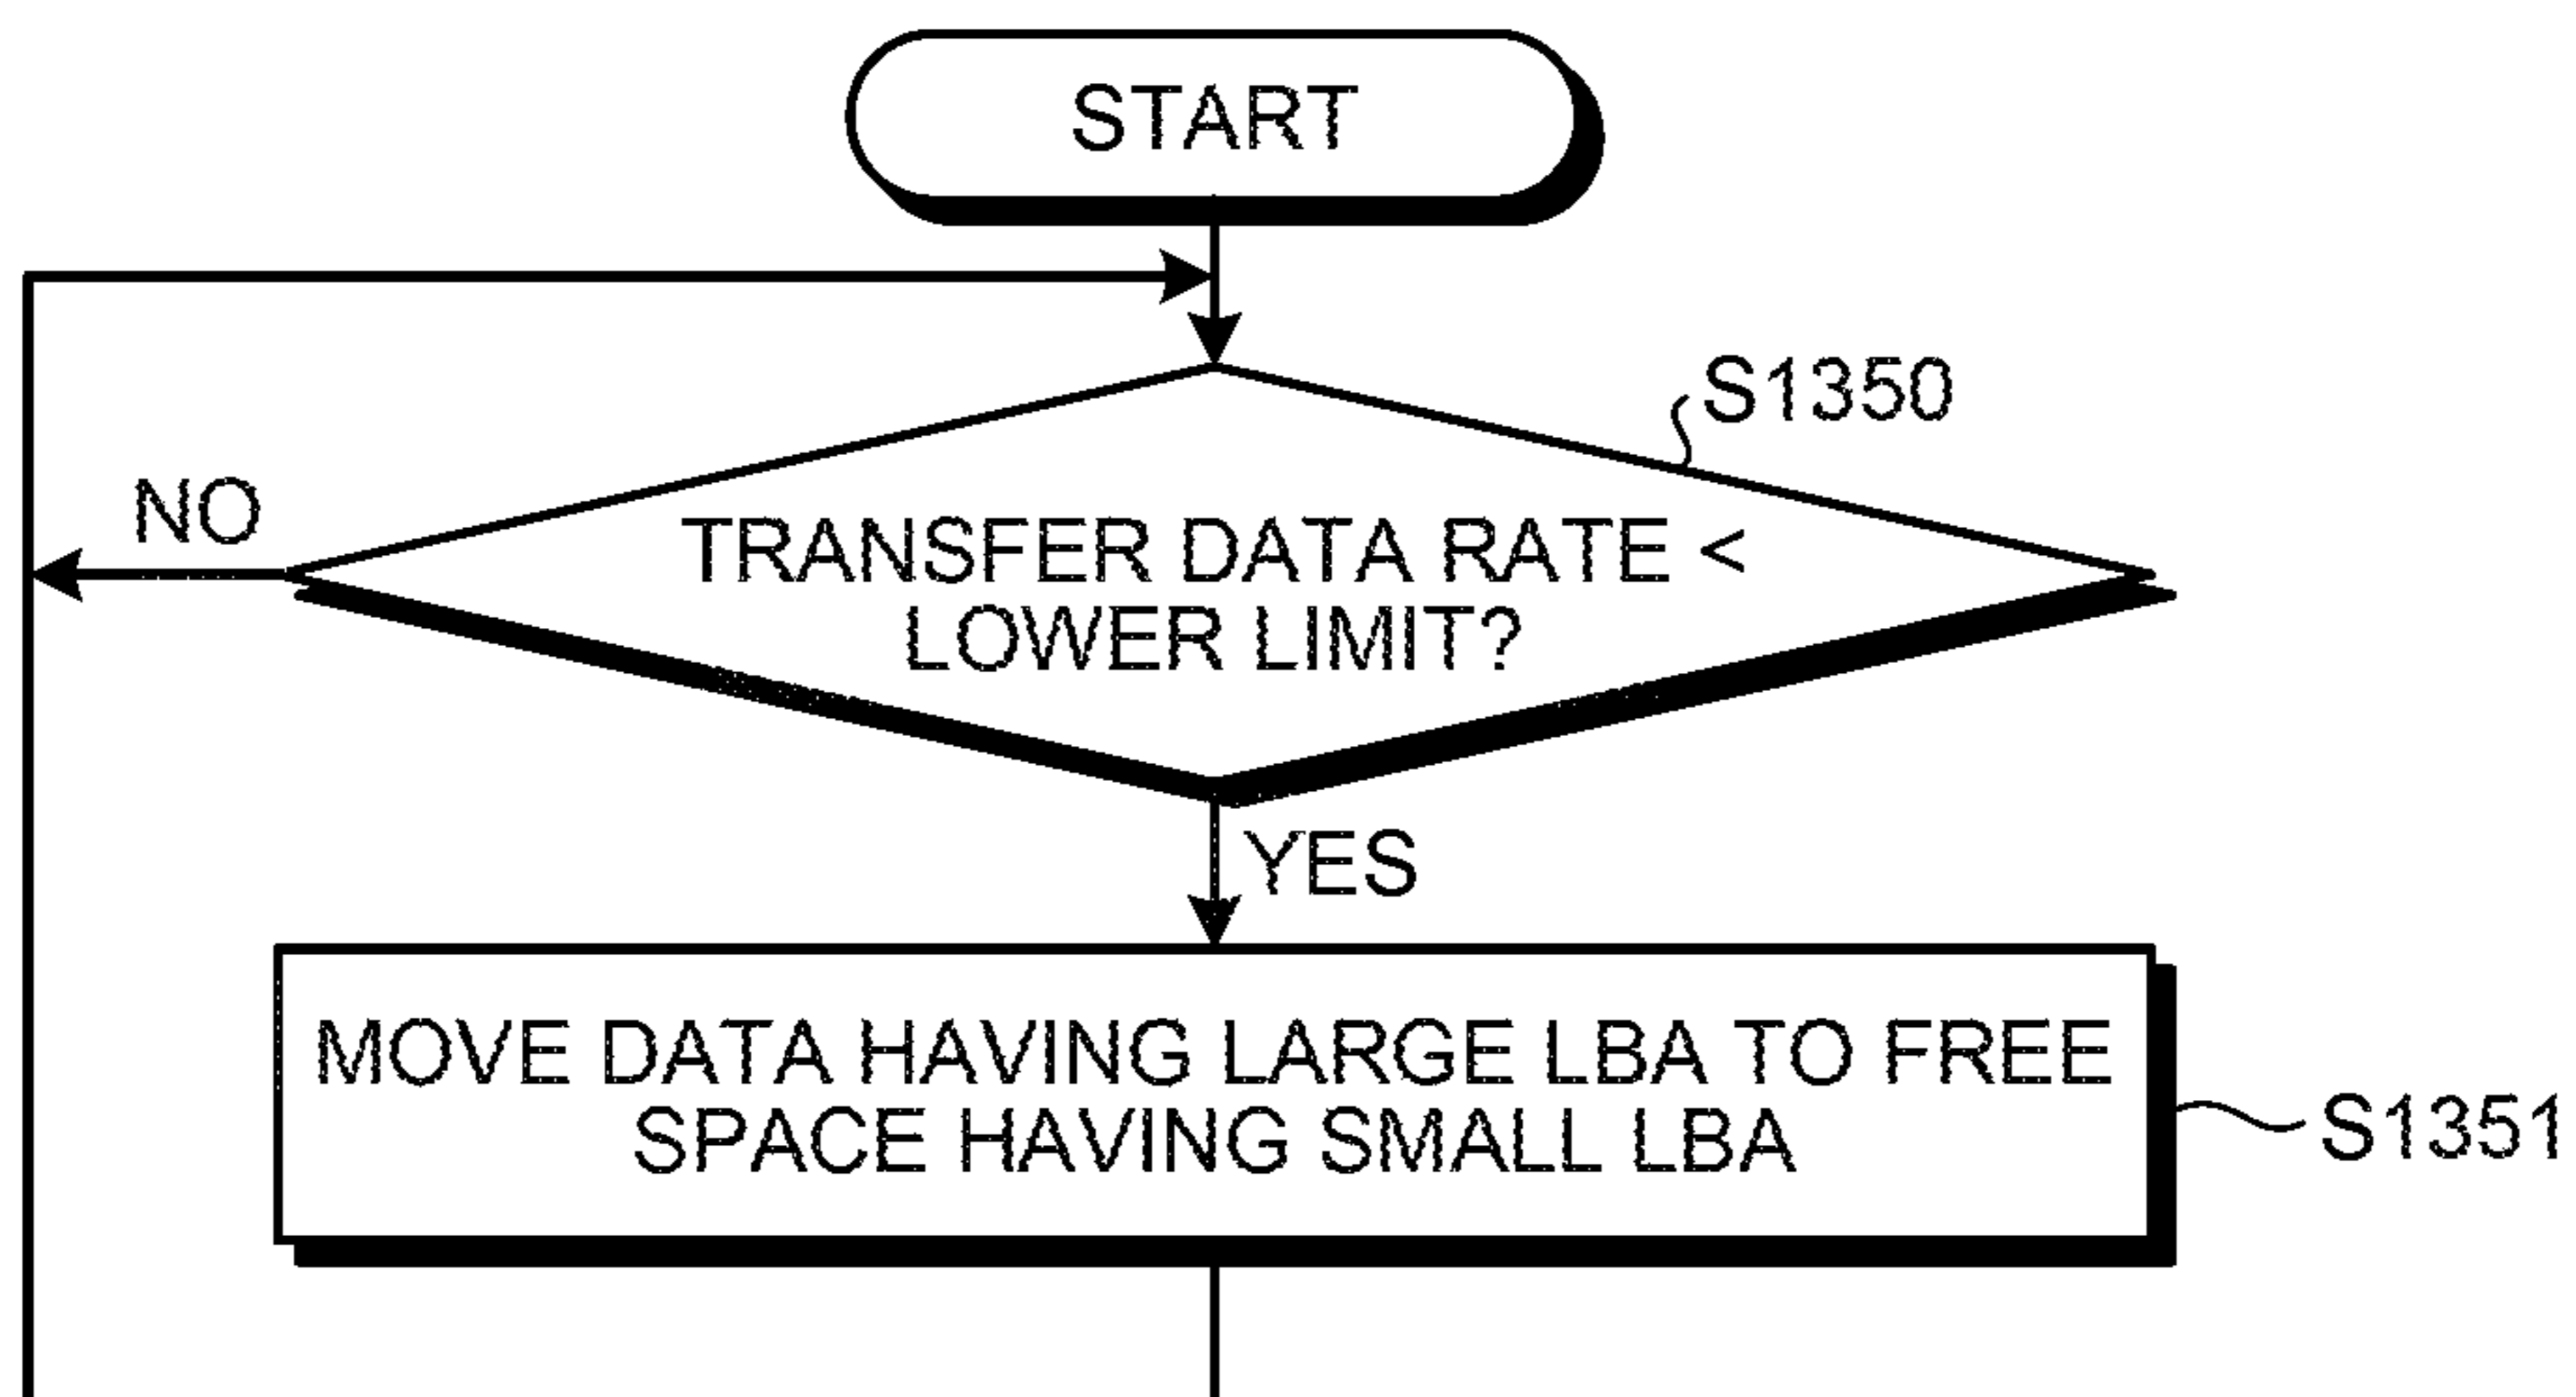 START
S1350
NO
TRANSFER DATA RATE <
LOWER LIMIT?
YES
MOVE DATA HAVING LARGE LBA TO FREE
SPACE HAVING SMALL LBA
S1351